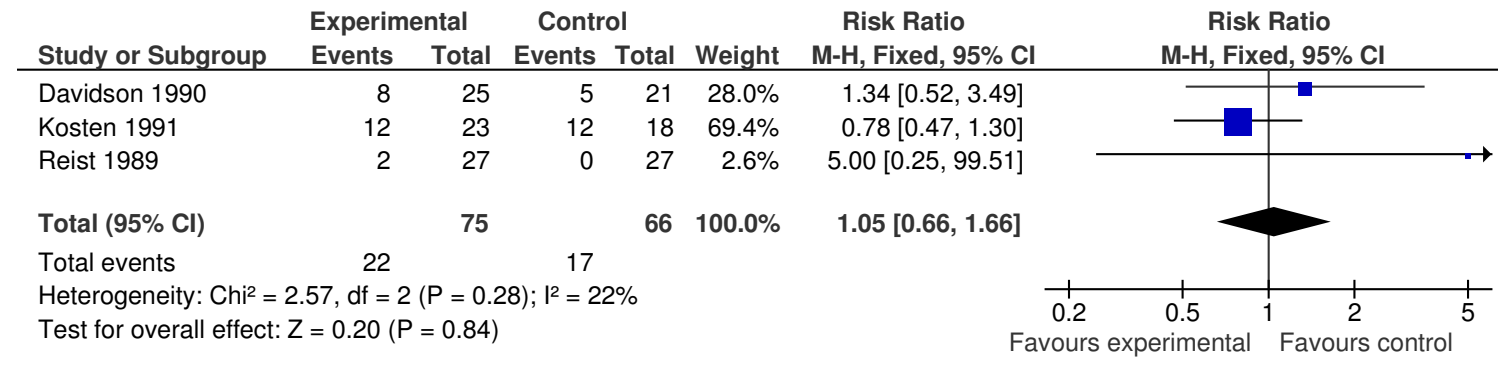 Experimental Control Risk Ratio Risk Ratio
Study or Subgroup Events Total Events Total Weight M-H, Fixed, 95% CI M-H, Fixed, 95% CI
Davidson 1990 8 25 5 21 28.0% 1.34 [0.52, 3.49]
Kosten 1991 12 23 12 18 69.4% 0.78 [0.47, 1.30]
Reist 1989 2 27 0 27 2.6% 5.00 [0.25, 99.51]
Total (95% CI) 75 66 100.0% 1.05 [0.66, 1.66]
Total events 22 17
Heterogeneity: Chi² = 2.57, df = 2 (P = 0.28); I² = 22%
Test for overall effect: Z = 0.20 (P = 0.84)
0.2 0.5 1 2 5
Favours experimental Favours control